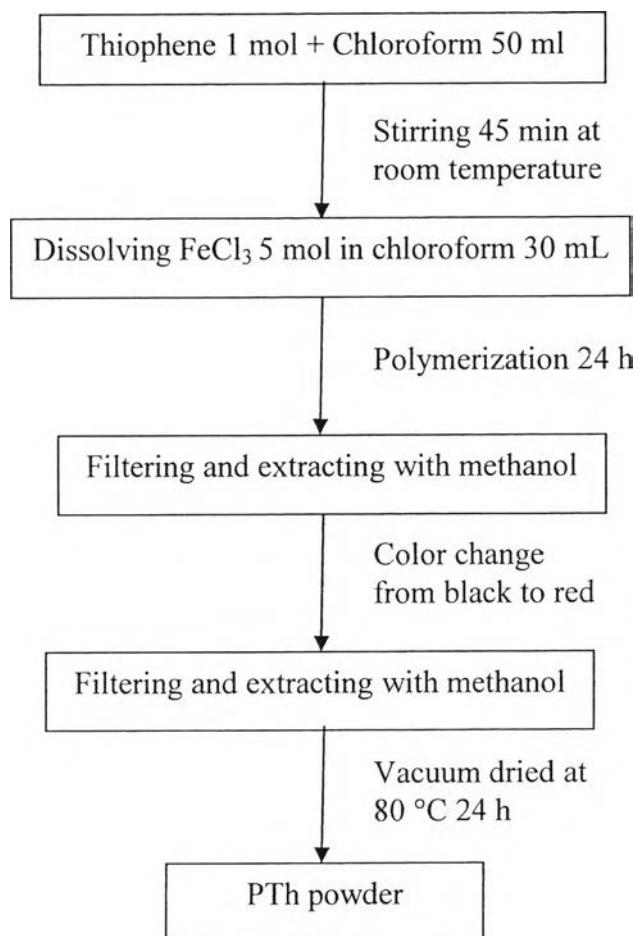 Thiophene 1 mol + Chloroform 50 ml
Stirring 45 min at
room temperature
Dissolving FeCl₃ 5 mol in chloroform 30 mL
Polymerization 24 h
Filtering and extracting with methanol
Color change
from black to red
Filtering and extracting with methanol
Vacuum dried at
80 °C 24 h
PTh powder